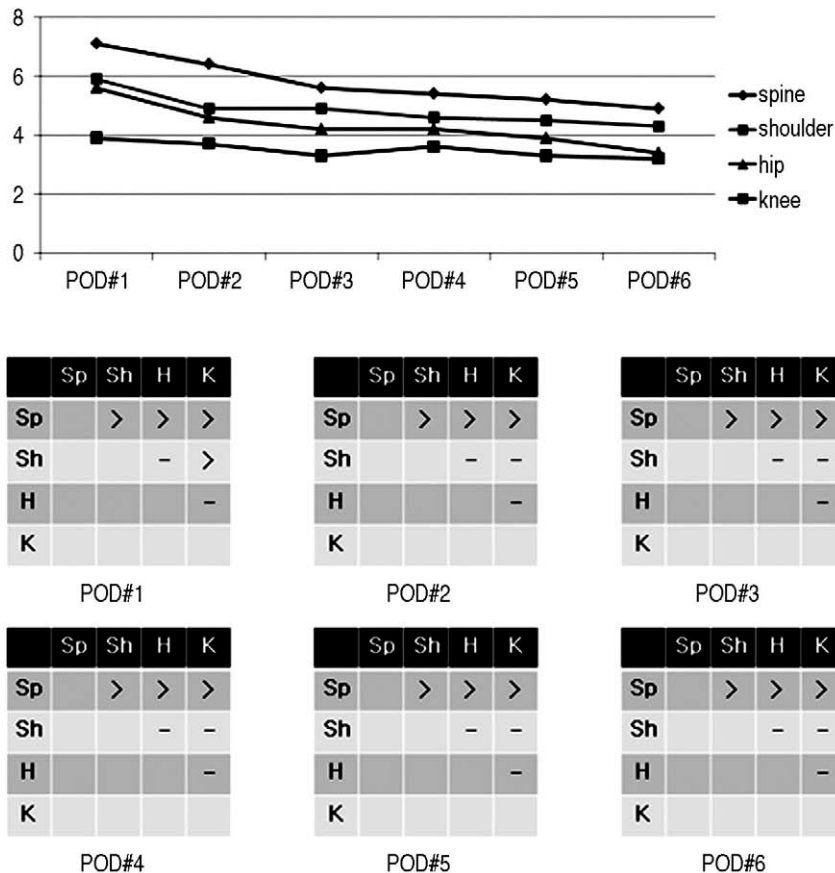 8
6
4
2
0
POD#1 POD#2 POD#3 POD#4 POD#5 POD#6
spine
shoulder
hip
knee
Sp Sh H K
Sp > > >
Sh - >
H -
K
POD#1
Sp Sh H K
Sp > > >
Sh - -
H -
K
POD#2
Sp Sh H K
Sp > > >
Sh - -
H -
K
POD#3
Sp Sh H K
Sp > > >
Sh - -
H -
K
POD#4
Sp Sh H K
Sp > > >
Sh - -
H -
K
POD#5
Sp Sh H K
Sp > > >
Sh - -
H -
K
POD#6